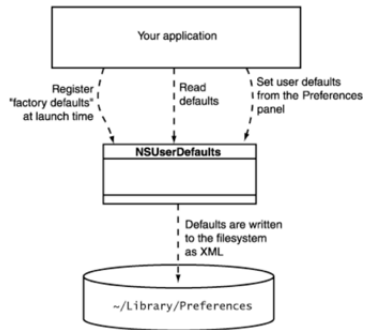 Your application
Register
"factory defaults"
at launch time
Read
defaults
Set user defaults
from the Preferences
panel
NSUserDefaults
Defaults are written
to the filesystem
as XML
~/Library/Preferences